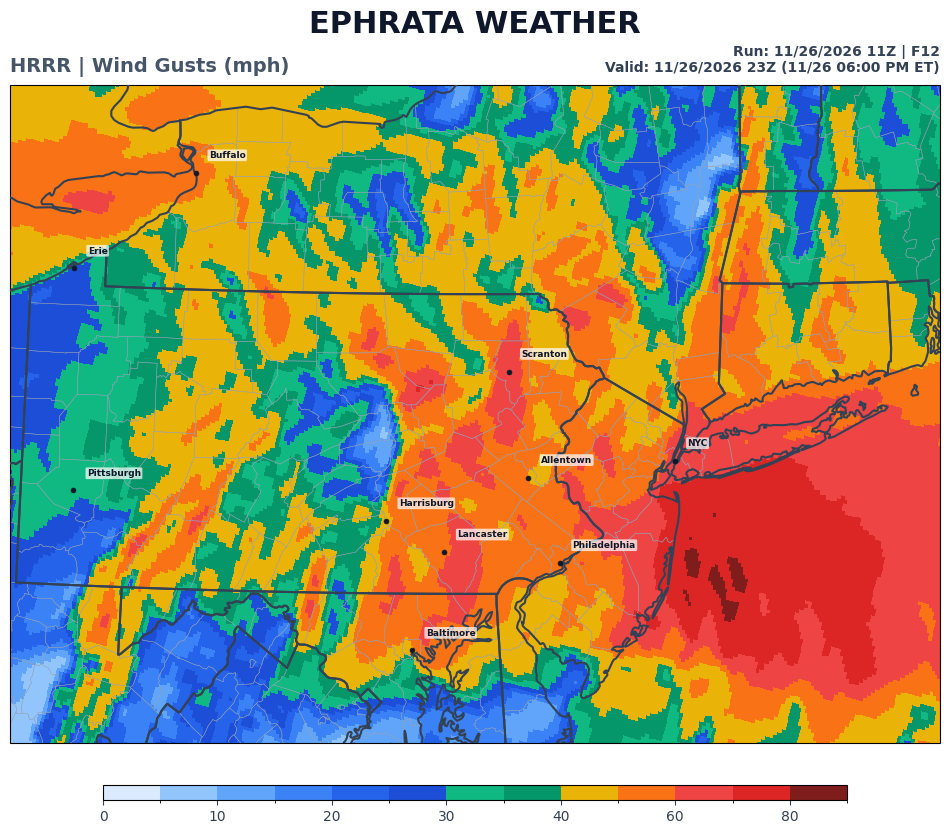 EPHRATA WEATHER
HRRR | Wind Gusts (mph)
Run: 11/26/2026 11Z | F12
Valid: 11/26/2026 23Z (11/26 06:00 PM ET)
Buffalo
Erie
Scranton
NYC
Allentown
Pittsburgh
Harrisburg
Lancaster
Philadelphia
Baltimore
0 10 20 30 40 50 60 70 80